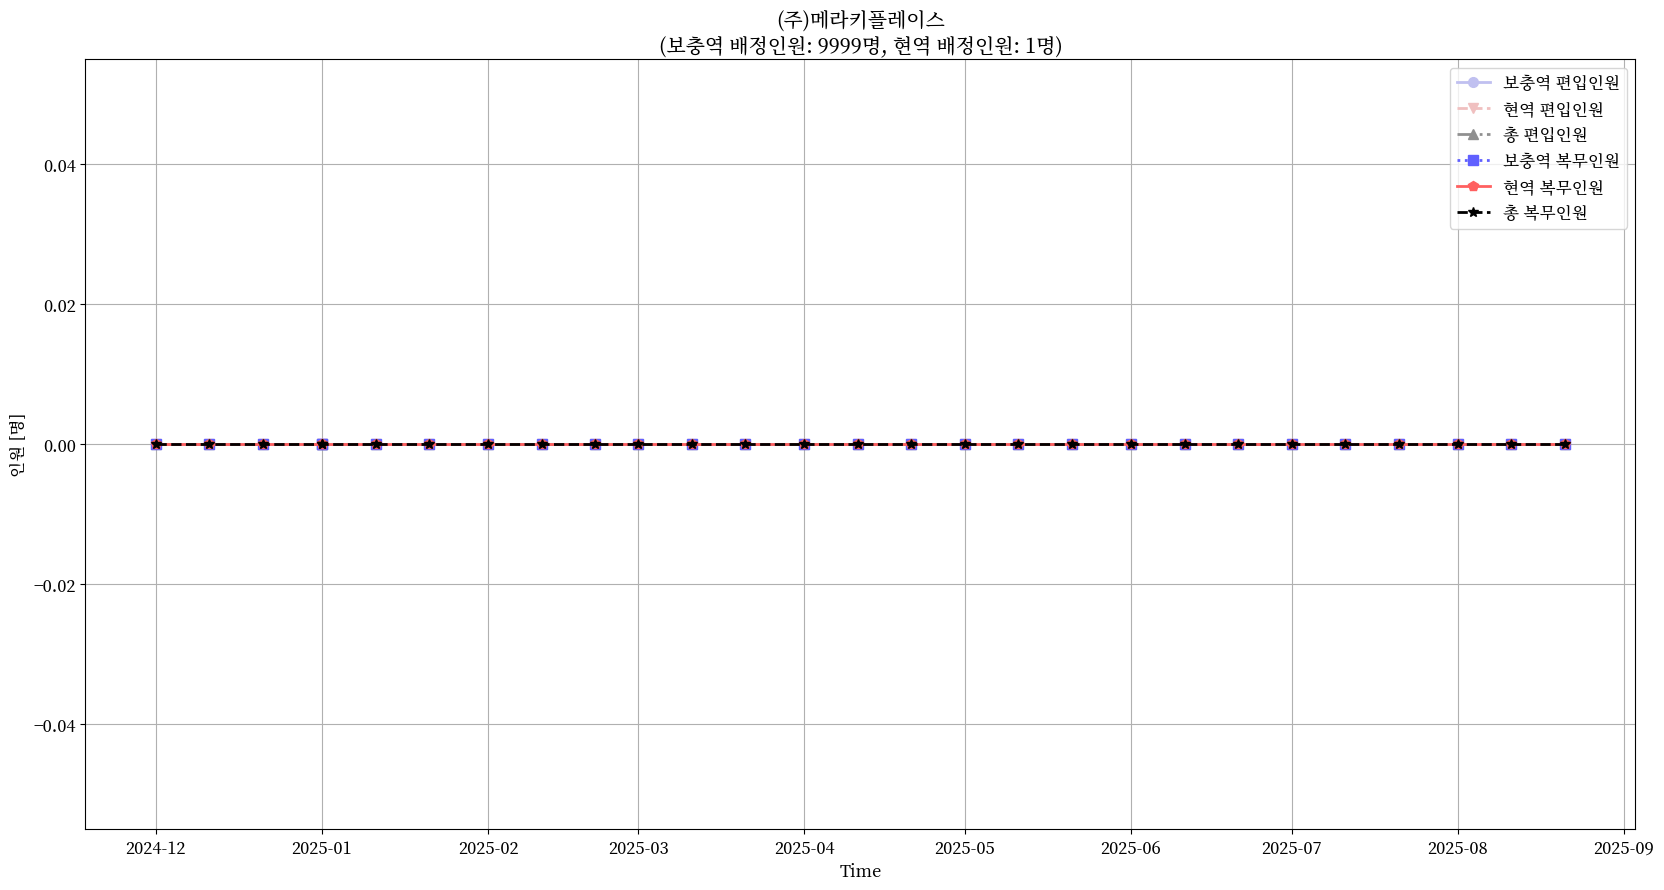 (주)메라키플레이스
(보충역 배정인원: 9999명, 현역 배정인원: 1명)
보충역 편입인원
현역 편입인원
총 편입인원
보충역 복무인원
현역 복무인원
총 복무인원
인원 [명]
0.04
0.02
0.00
−0.02
−0.04
2024-12
2025-01
2025-02
2025-03
2025-04
2025-05
2025-06
2025-07
2025-08
2025-09
Time